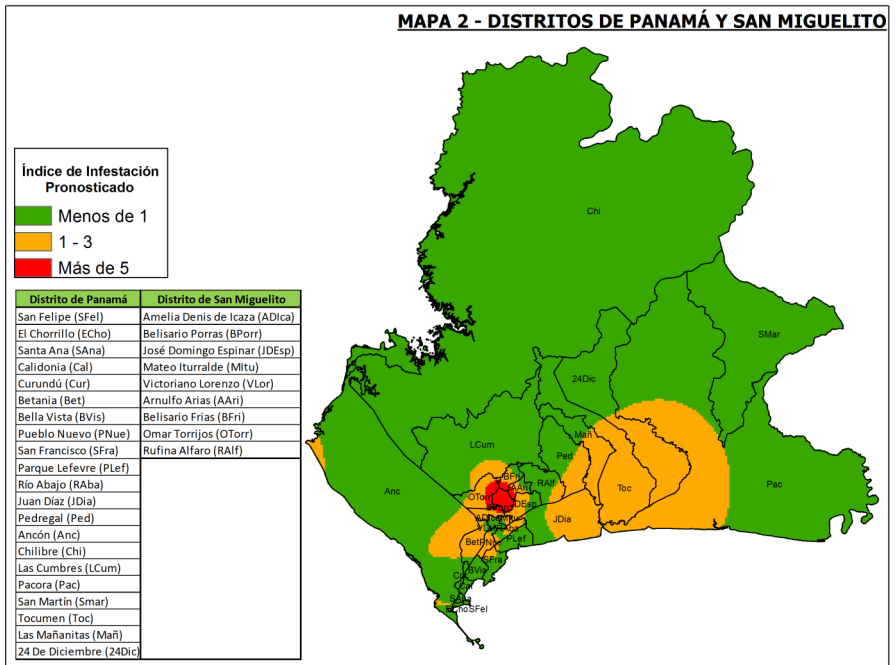 MAPA 2 - DISTRITOS DE PANAMÁ Y SAN MIGUELITO
Índice de Infestación
Pronosticado
Menos de 1
1 - 3
Más de 5
Distrito de Panamá Distrito de San Miguelito
San Felipe (SFel) Amelia Denis de Icaza (ADIca)
El Chorrillo (ECho) Belisario Porras (BPorr)
Santa Ana (SAna) José Domingo Espinar (JDEsp)
Calidonia (Cal) Mateo Iturralde (MItu)
Curundú (Cur) Victoriano Lorenzo (VLor)
Betania (Bet) Arnulfo Arias (AAri)
Bella Vista (BVis) Belisario Frias (BFri)
Pueblo Nuevo (PNue) Omar Torrijos (OTorr)
San Francisco (SFra) Rufina Alfaro (RAlf)
Parque Lefevre (PLef)
Río Abajo (RAba)
Juan Díaz (JDia)
Pedregal (Ped)
Ancón (Anc)
Chilibre (Chi)
Las Cumbres (LCum)
Pacora (Pac)
San Martín (Smar)
Tocumen (Toc)
Las Mañanitas (Mañ)
24 De Diciembre (24Dic)
Chi
SMar
24Dic
Mañ
LCum
Ped
BFri
AAri
RAlf
Toc
Pac
Anc
OTorr
JDia
PLef
Bet
SFra
BVis
Cal
SAna
ECho
SFel